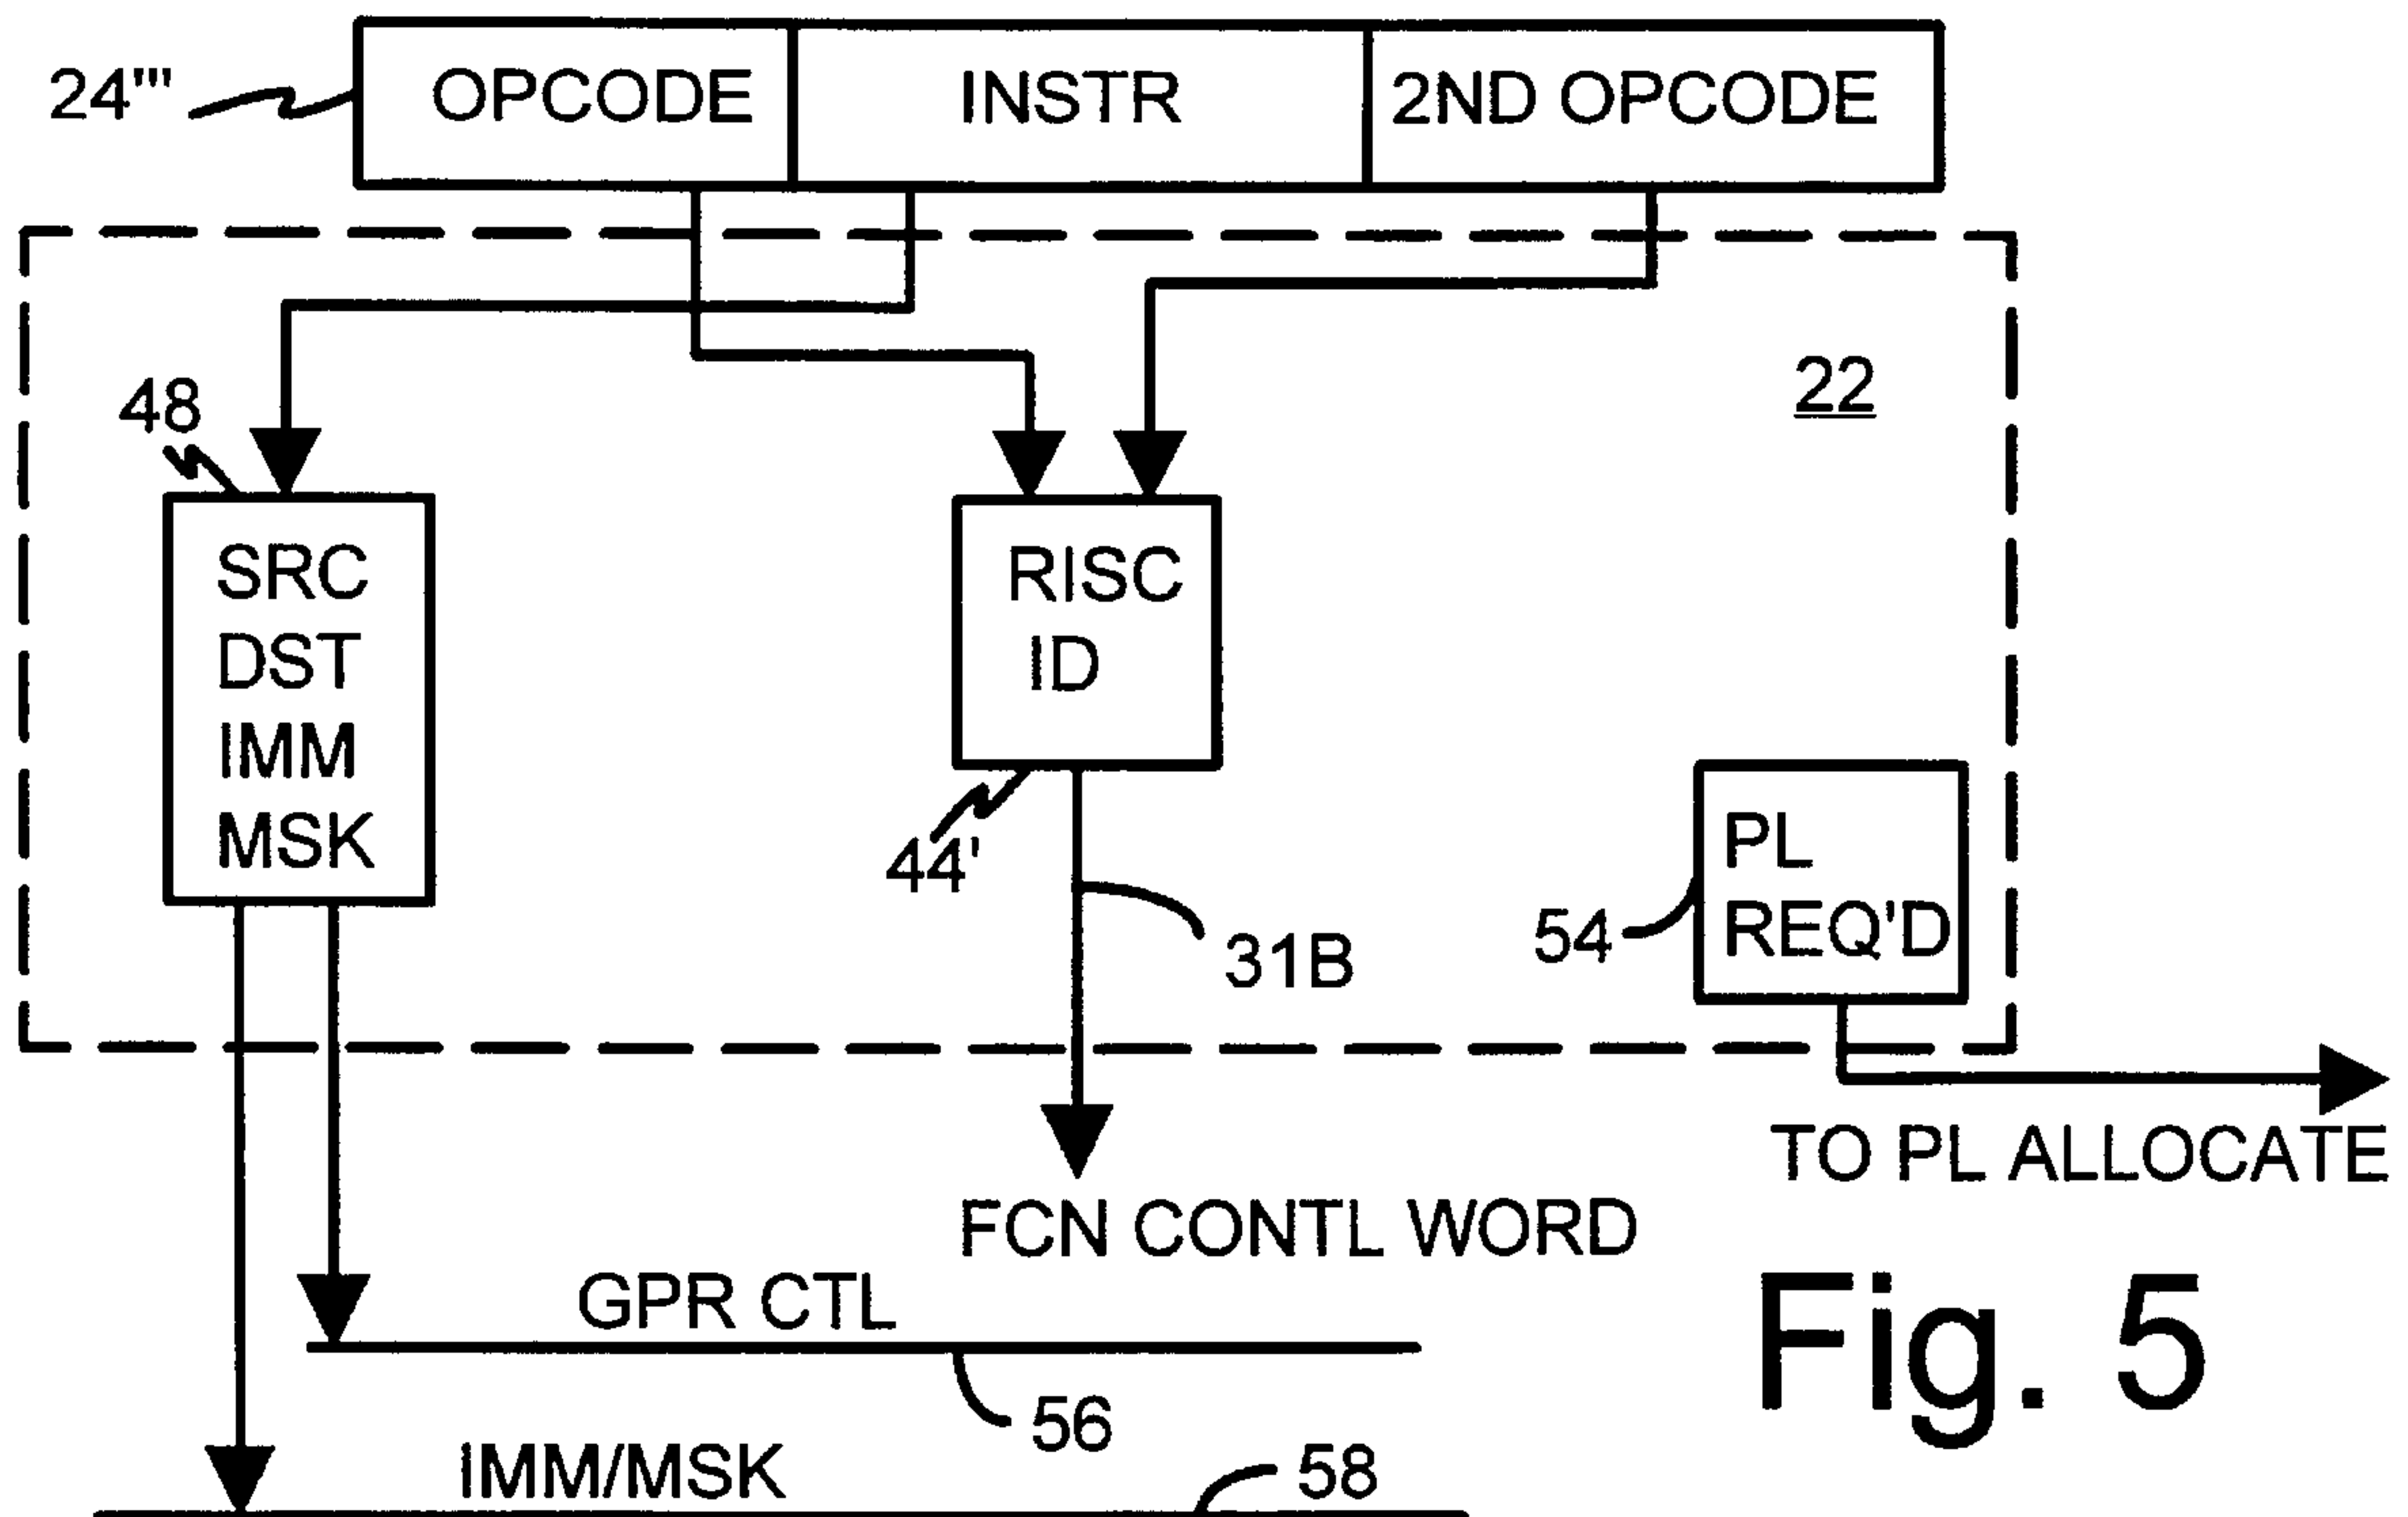 24''' OPCODE INSTR 2ND OPCODE
22
48
SRC
DST
IMM
MSK
RISC
ID
44'
31B
54
PL
REQ'D
TO PL ALLOCATE
FCN CONTL WORD
GPR CTL
56
IMM/MSK
58
Fig. 5